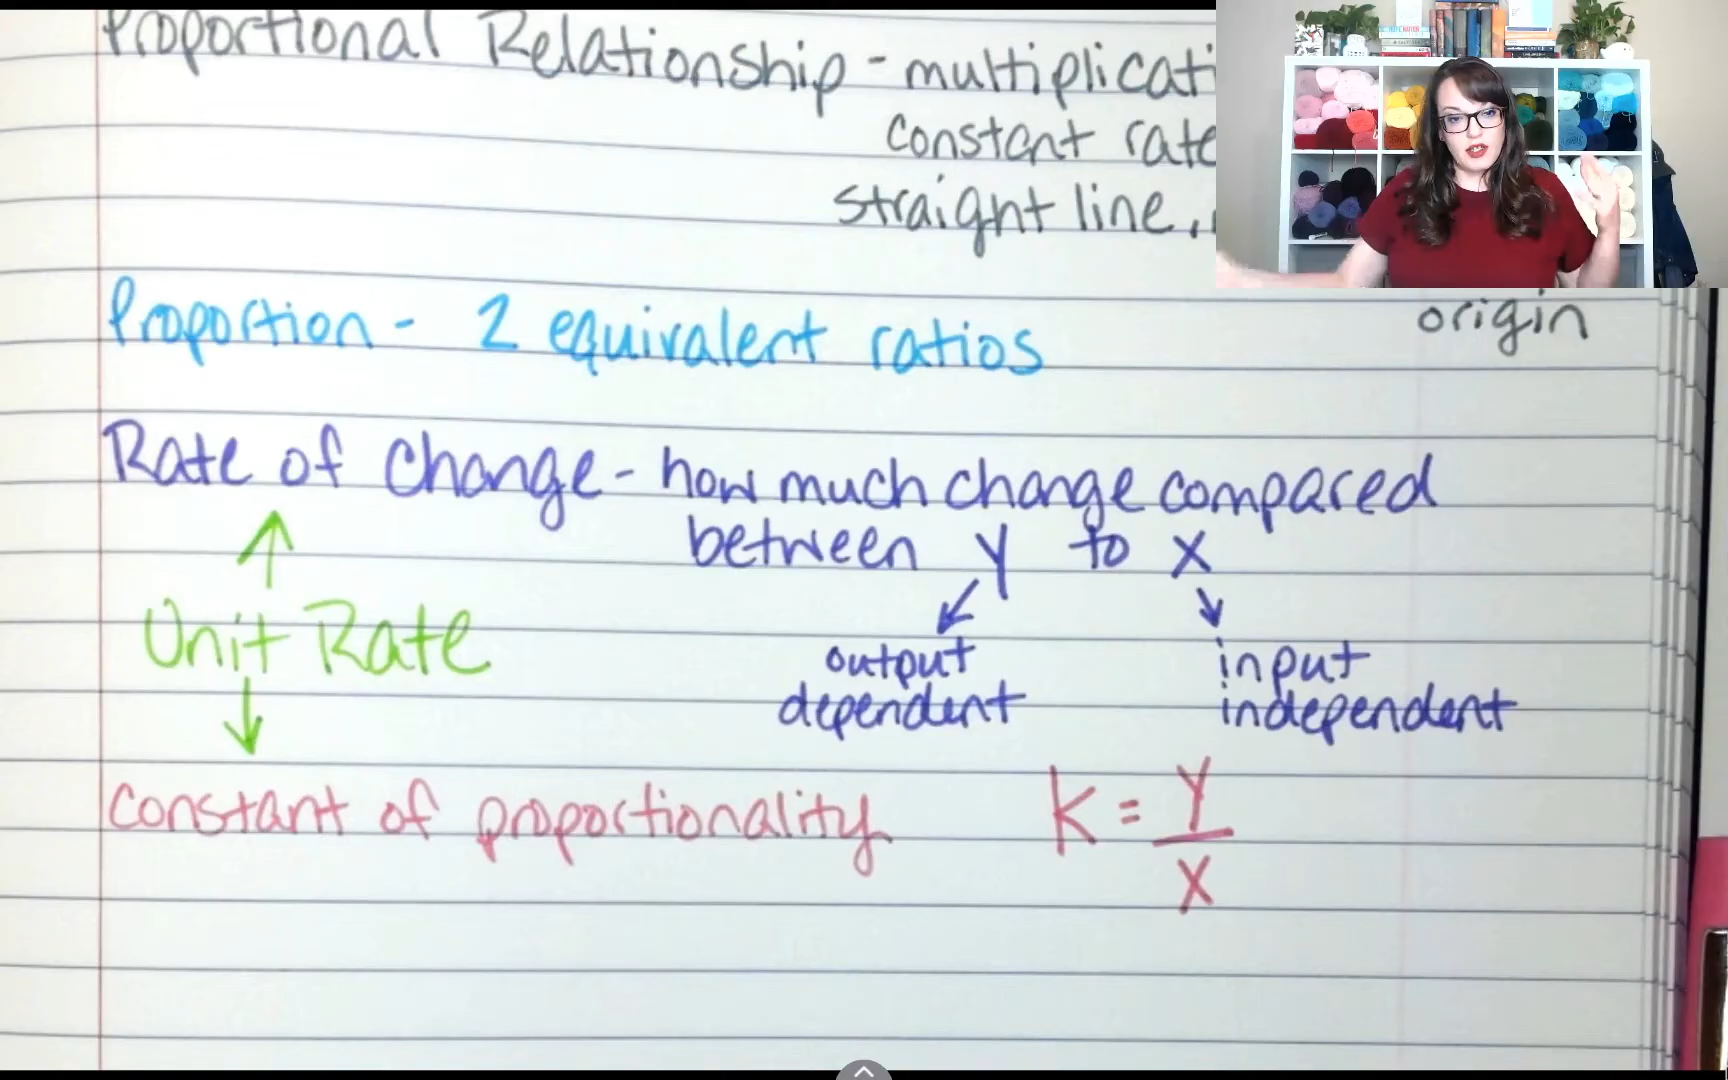 Proportional Relationship - multiplicati
constant rate
straight line,
origin
Proportion - 2 equivalent ratios
Rate of Change - how much change compared
between Y to X
output
dependent
input
independent
Unit Rate
Constant of proportionality
K = Y
X